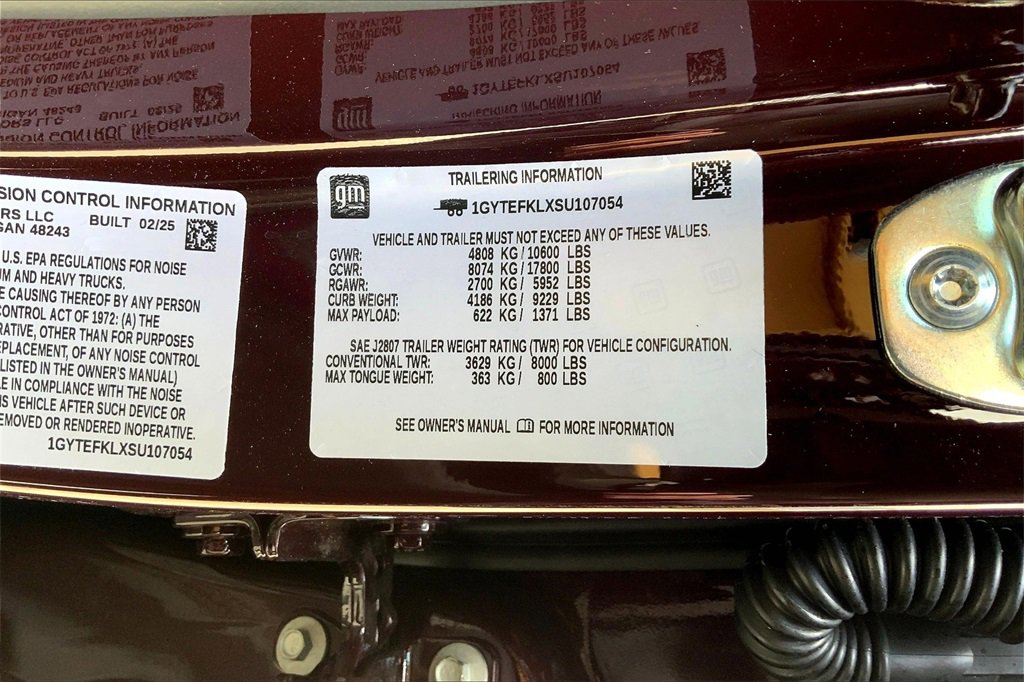 SION CONTROL INFORMATION
RS LLC BUILT 02/25
GAN 48243
U.S. EPA REGULATIONS FOR NOISE
UM AND HEAVY TRUCKS.
E CAUSING THEREOF BY ANY PERSON
CONTROL ACT OF 1972: (A) THE
RATIVE, OTHER THAN FOR PURPOSES
EPLACEMENT, OF ANY NOISE CONTROL
LISTED IN THE OWNER'S MANUAL)
LE IN COMPLIANCE WITH THE NOISE
IS VEHICLE AFTER SUCH DEVICE OR
EMOVED OR RENDERED INOPERATIVE.
1GYTEFKLXSU107054
gm
TRAILERING INFORMATION
1GYTEFKLXSU107054
VEHICLE AND TRAILER MUST NOT EXCEED ANY OF THESE VALUES.
GVWR: 4808 KG/ 10600 LBS
GCWR: 8074 KG/ 17800 LBS
RGAWR: 2700 KG/ 5952 LBS
CURB WEIGHT: 4186 KG/ 9229 LBS
MAX PAYLOAD: 622 KG/ 1371 LBS
SAE J2807 TRAILER WEIGHT RATING (TWR) FOR VEHICLE CONFIGURATION.
CONVENTIONAL TWR: 3629 KG/ 8000 LBS
MAX TONGUE WEIGHT: 363 KG/ 800 LBS
SEE OWNER'S MANUAL FOR MORE INFORMATION